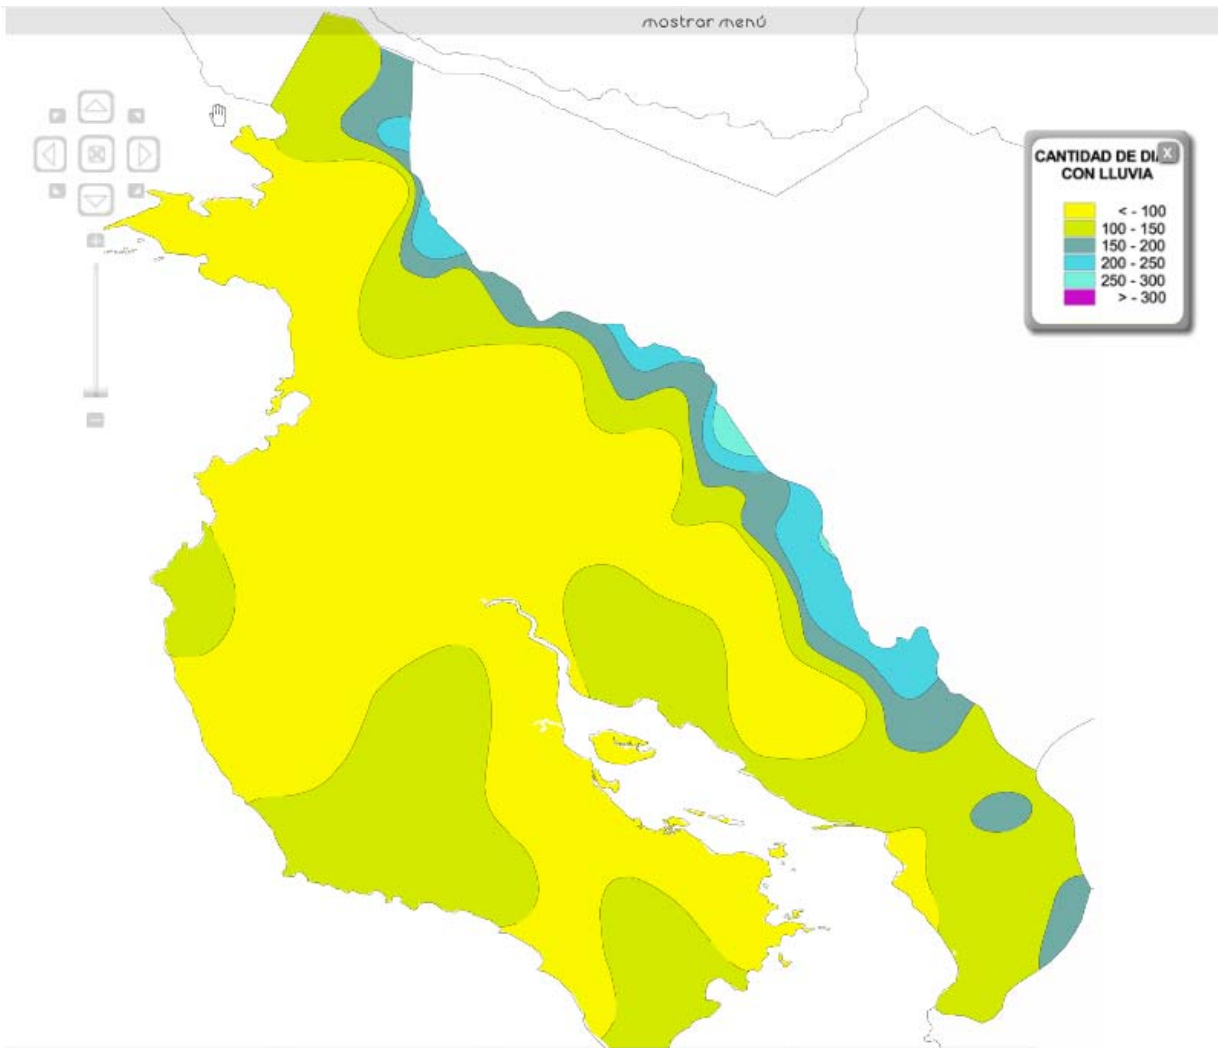 mostrar menú
CANTIDAD DE DI
X
CON LLUVIA
< - 100
100 - 150
150 - 200
200 - 250
250 - 300
> - 300